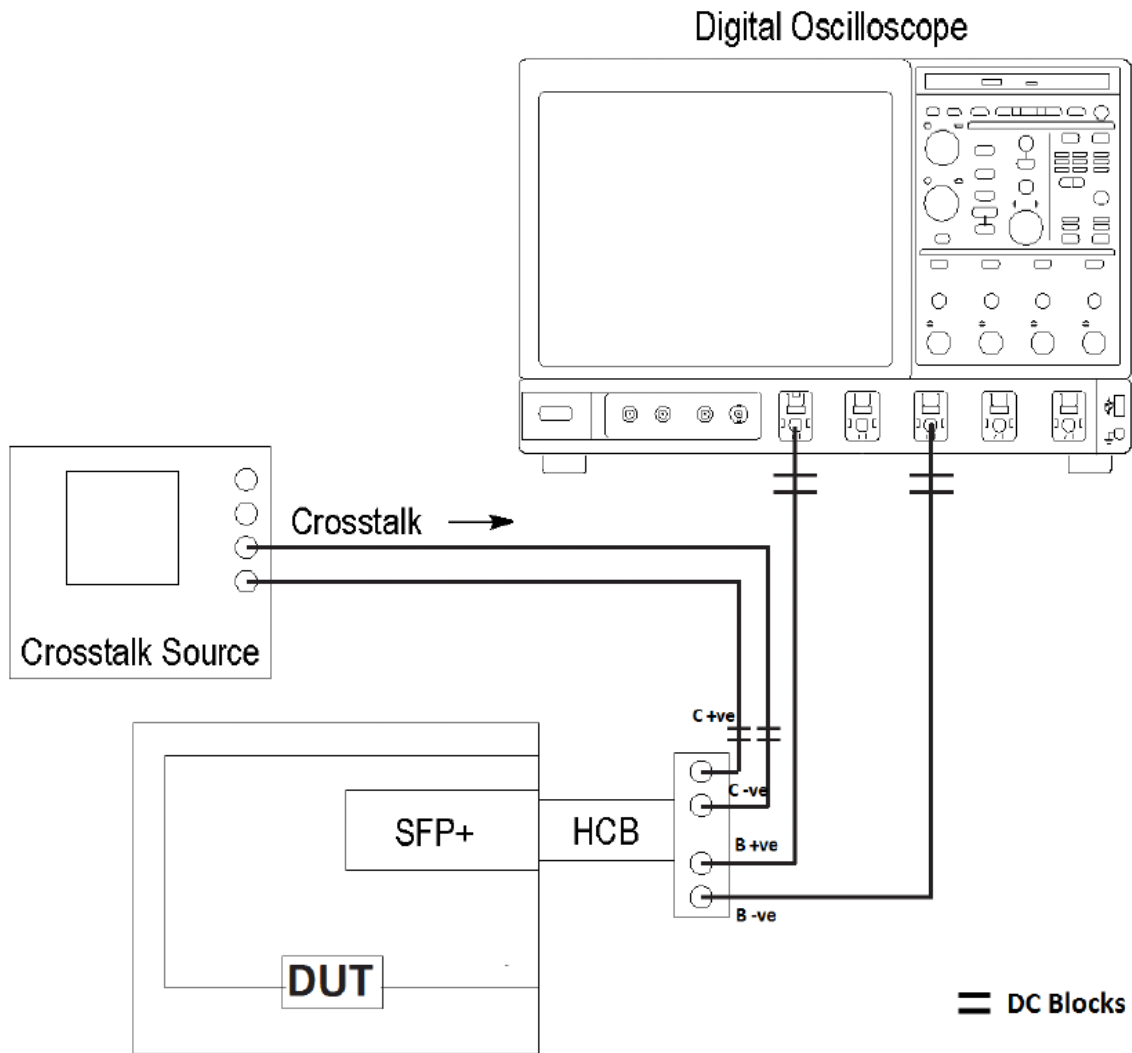 Digital Oscilloscope
Crosstalk
Crosstalk Source
C +ve
C -ve
SFP+
HCB
B +ve
B -ve
DUT
DC Blocks